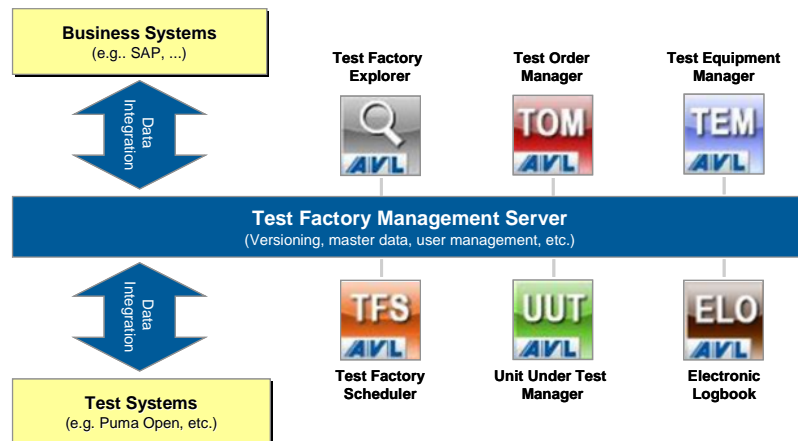 Business Systems
(e.g.. SAP, ...)
Data
Integration
Test Factory
Explorer
AVL
Test Order
Manager
TOM
AVL
Test Equipment
Manager
TEM
AVL
Test Factory Management Server
(Versioning, master data, user management, etc.)
Data
Integration
TFS
AVL
Test Factory
Scheduler
UUT
AVL
Unit Under Test
Manager
ELO
AVL
Electronic
Logbook
Test Systems
(e.g. Puma Open, etc.)